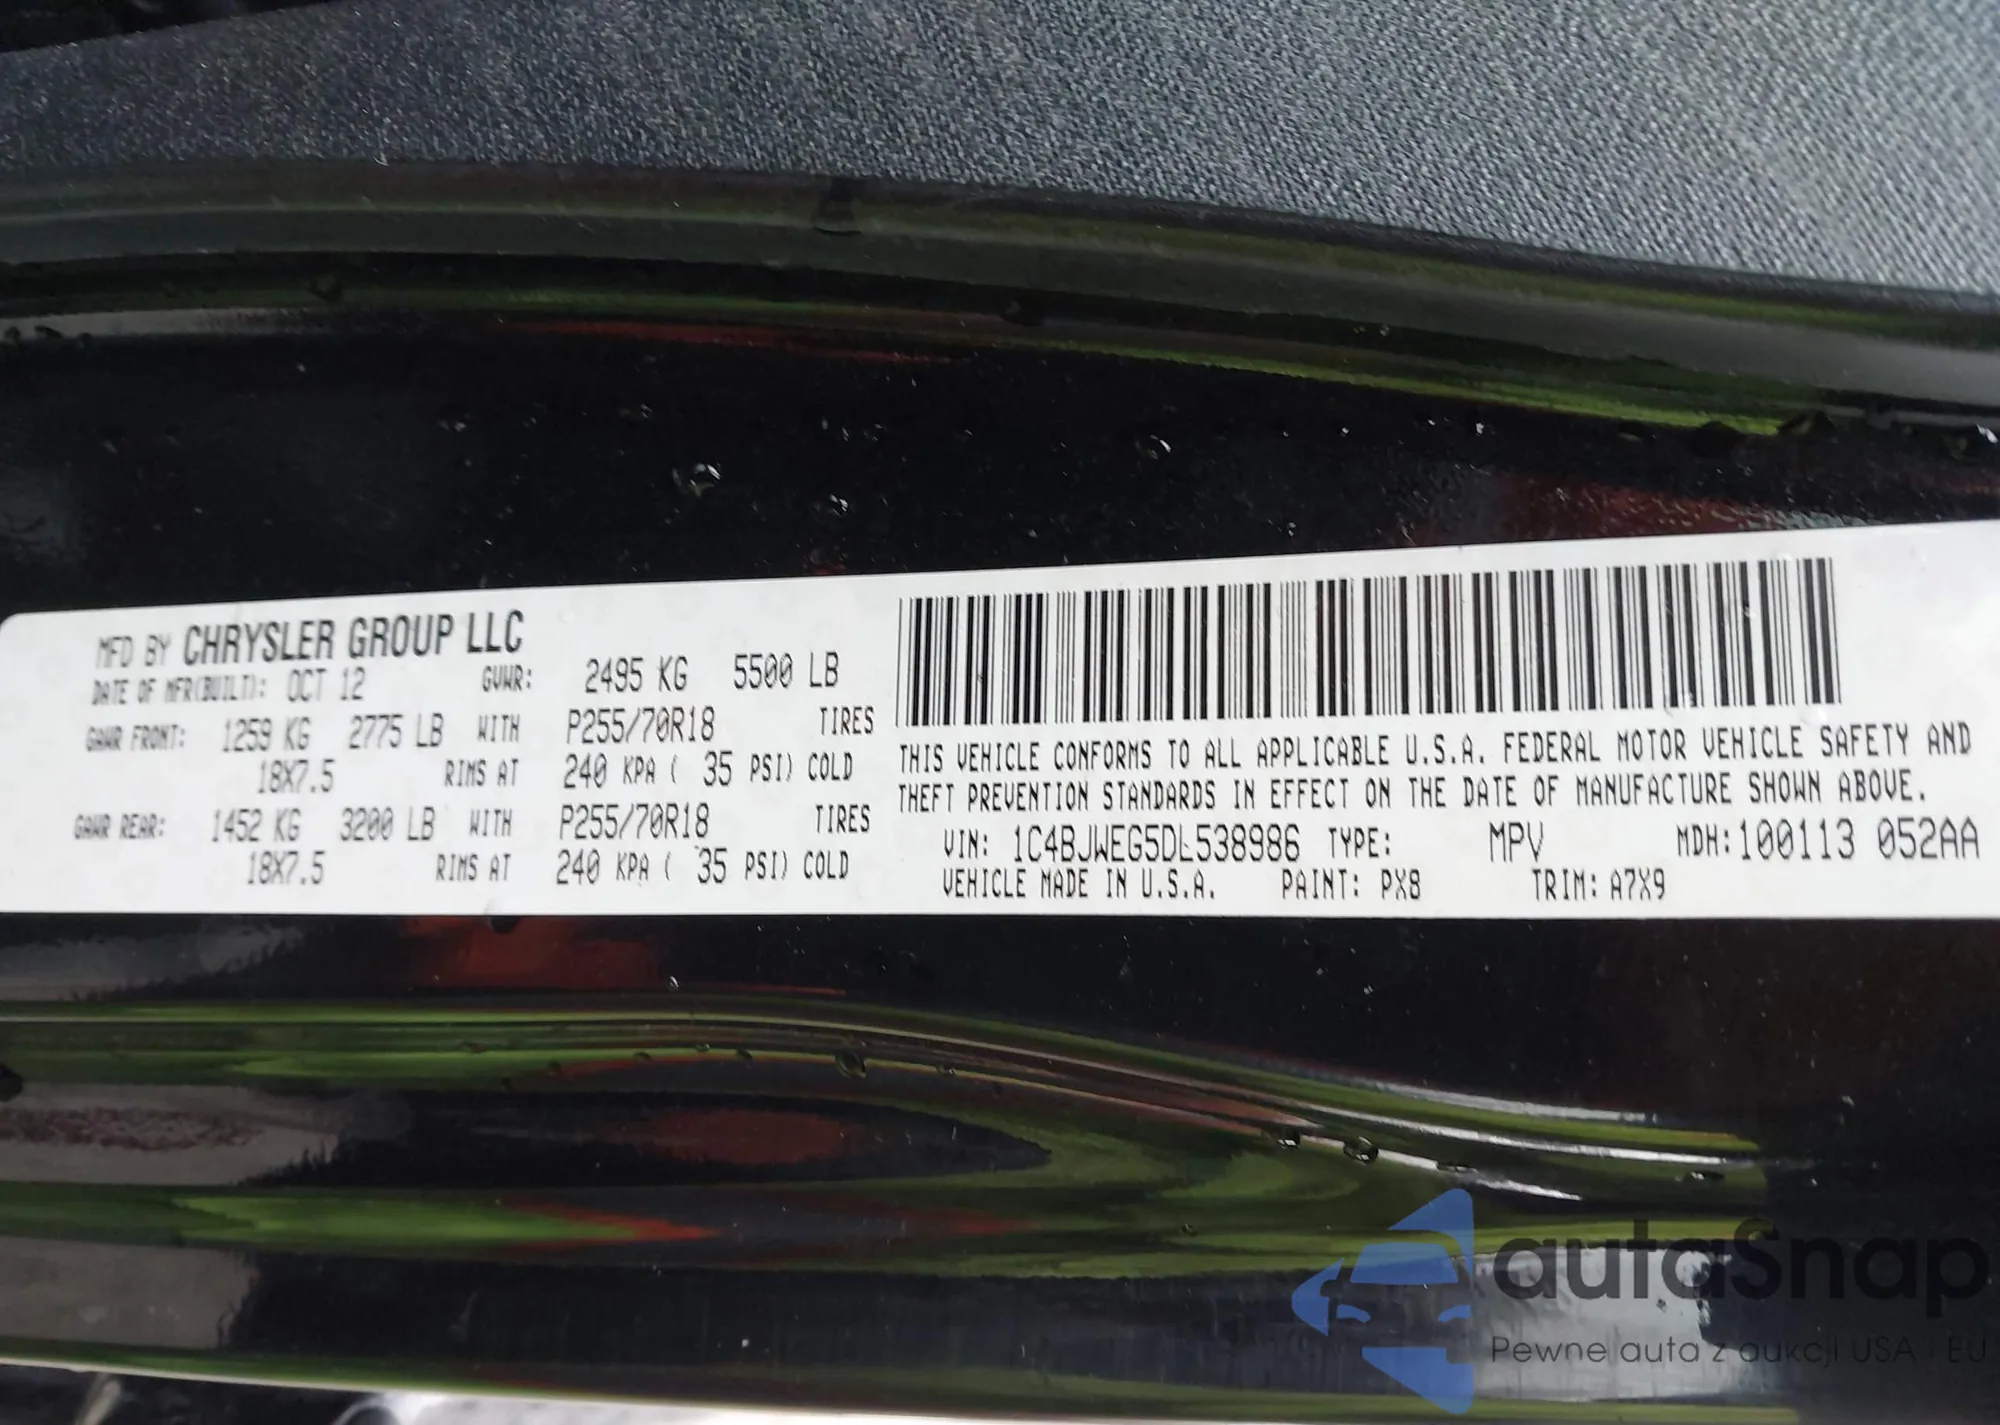 MFD BY CHRYSLER GROUP LLC
DATE OF MFR(BUILT): OCT 12 GVWR: 2495 KG 5500 LB
GAWR FRONT: 1259 KG 2775 LB WITH P255/70R18 TIRES
18X7.5 RIMS AT 240 KPA ( 35 PSI) COLD
GAWR REAR: 1452 KG 3200 LB WITH P255/70R18 TIRES
18X7.5 RIMS AT 240 KPA ( 35 PSI) COLD
THIS VEHICLE CONFORMS TO ALL APPLICABLE U.S.A. FEDERAL MOTOR VEHICLE SAFETY AND
THEFT PREVENTION STANDARDS IN EFFECT ON THE DATE OF MANUFACTURE SHOWN ABOVE.
VIN: 1C4BJWEG5DL538986 TYPE: MPV MDH: 100113 052AA
VEHICLE MADE IN U.S.A. PAINT: PX8 TRIM: A7X9
autaSnap
Pewne auta z aukcji USA i EU